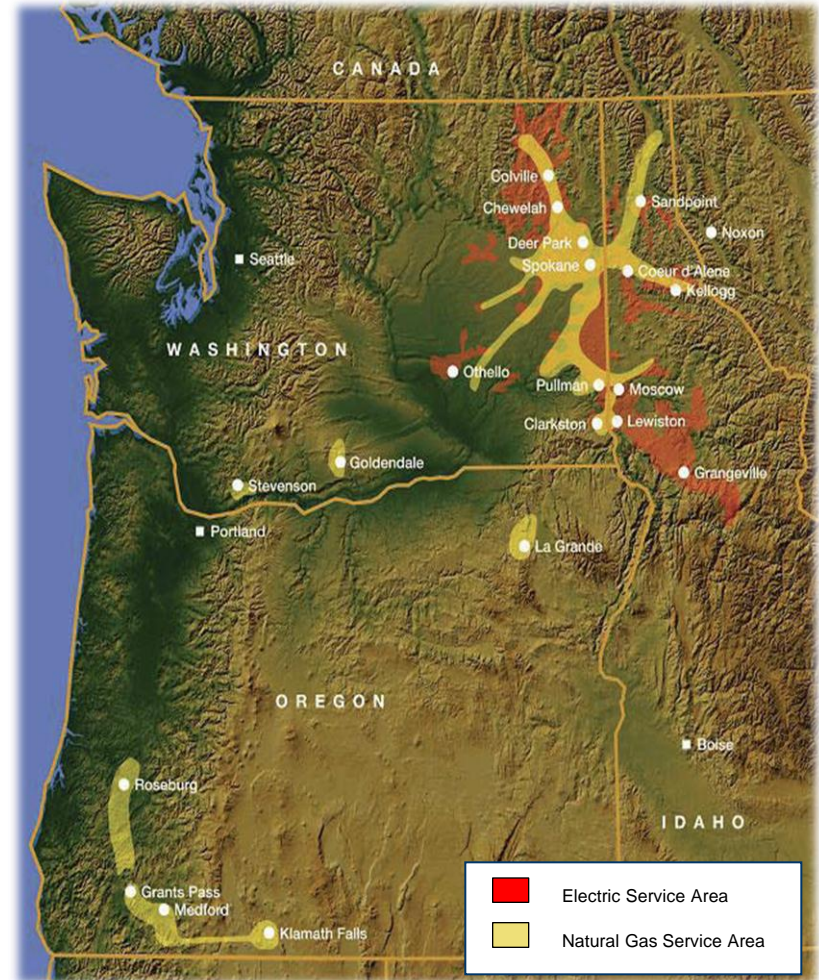 CANADA
Colville
Sandpoint
Chewelah
Noxon
Deer Park
Seattle
Spokane
Coeur d'Alene
Kellogg
WASHINGTON
Othello
Pullman
Moscow
Clarkston
Lewiston
Goldendale
Grangeville
Stevenson
Portland
La Grande
OREGON
Boise
Roseburg
IDAHO
Grants Pass
Medford
Klamath Falls
Electric Service Area
Natural Gas Service Area